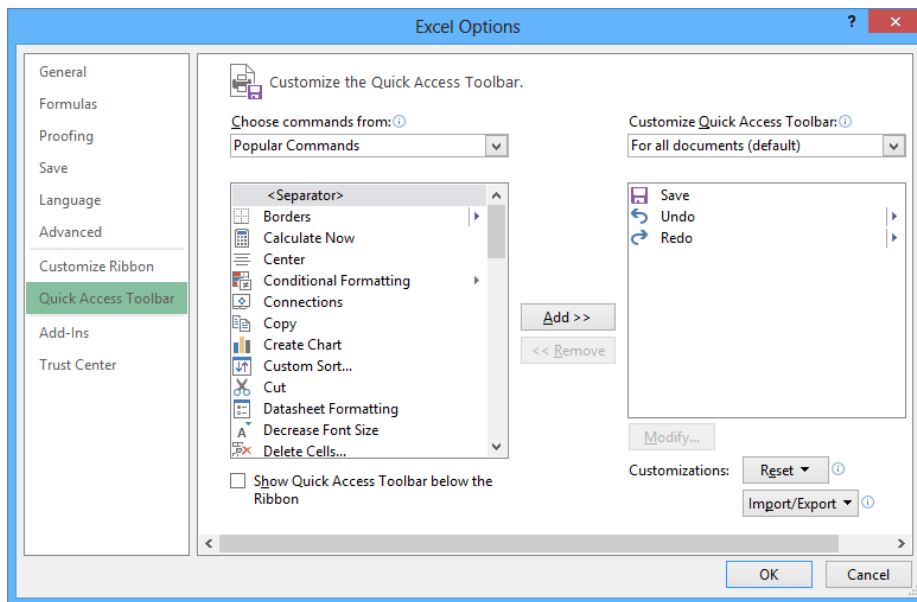 Excel Options
?
General
Formulas
Proofing
Save
Language
Advanced
Customize Ribbon
Quick Access Toolbar
Add-Ins
Trust Center
Customize the Quick Access Toolbar.
Choose commands from:
Popular Commands
<Separator>
Borders
Calculate Now
Center
Conditional Formatting
Connections
Copy
Create Chart
Custom Sort...
Cut
Datasheet Formatting
Decrease Font Size
Delete Cells...
Show Quick Access Toolbar below the
Ribbon
Add >>
<< Remove
Customize Quick Access Toolbar:
For all documents (default)
Save
Undo
Redo
Modify...
Customizations:
Reset
Import/Export
OK
Cancel